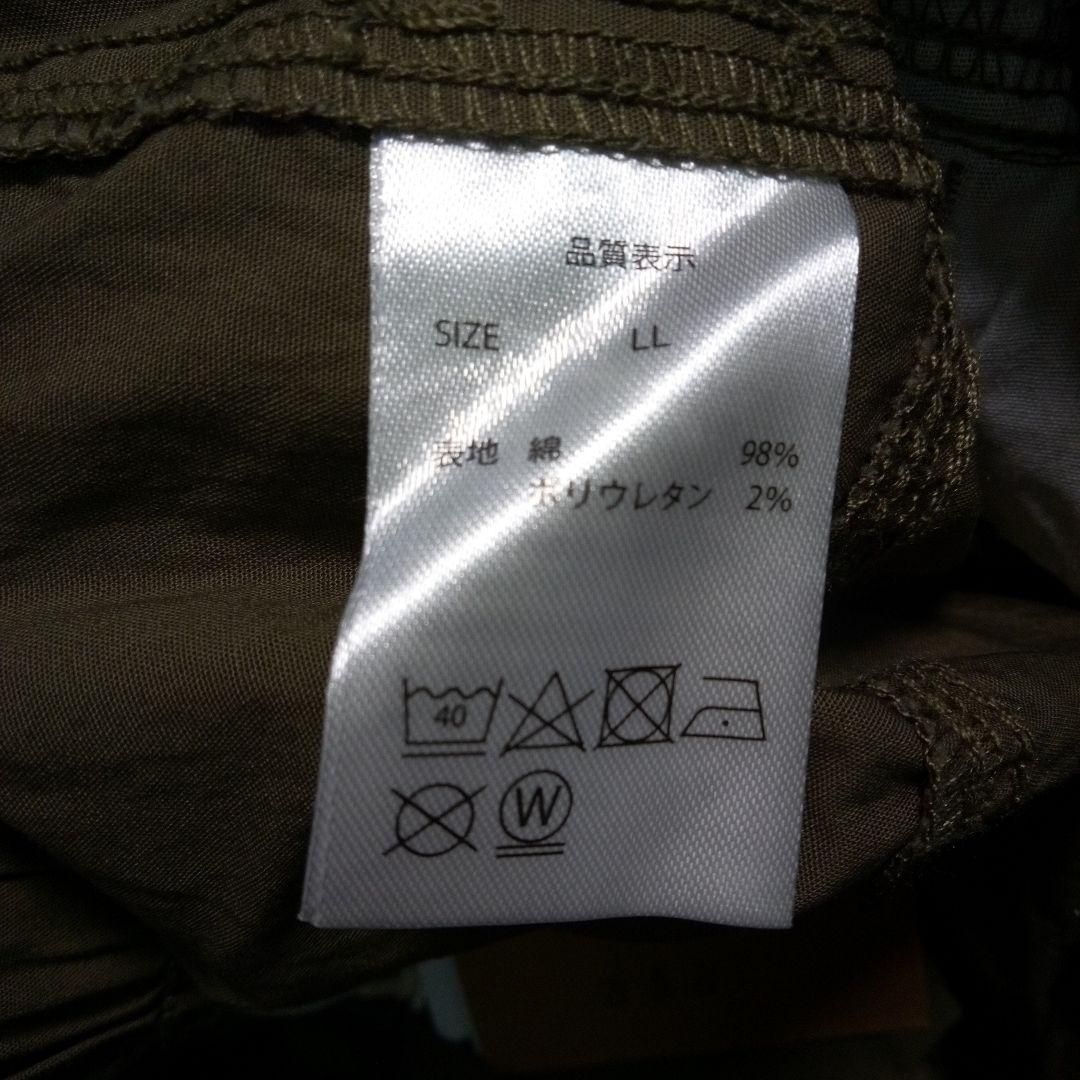 品質表示
SIZE LL
表地 綿 98%
ポリウレタン 2%
40
W